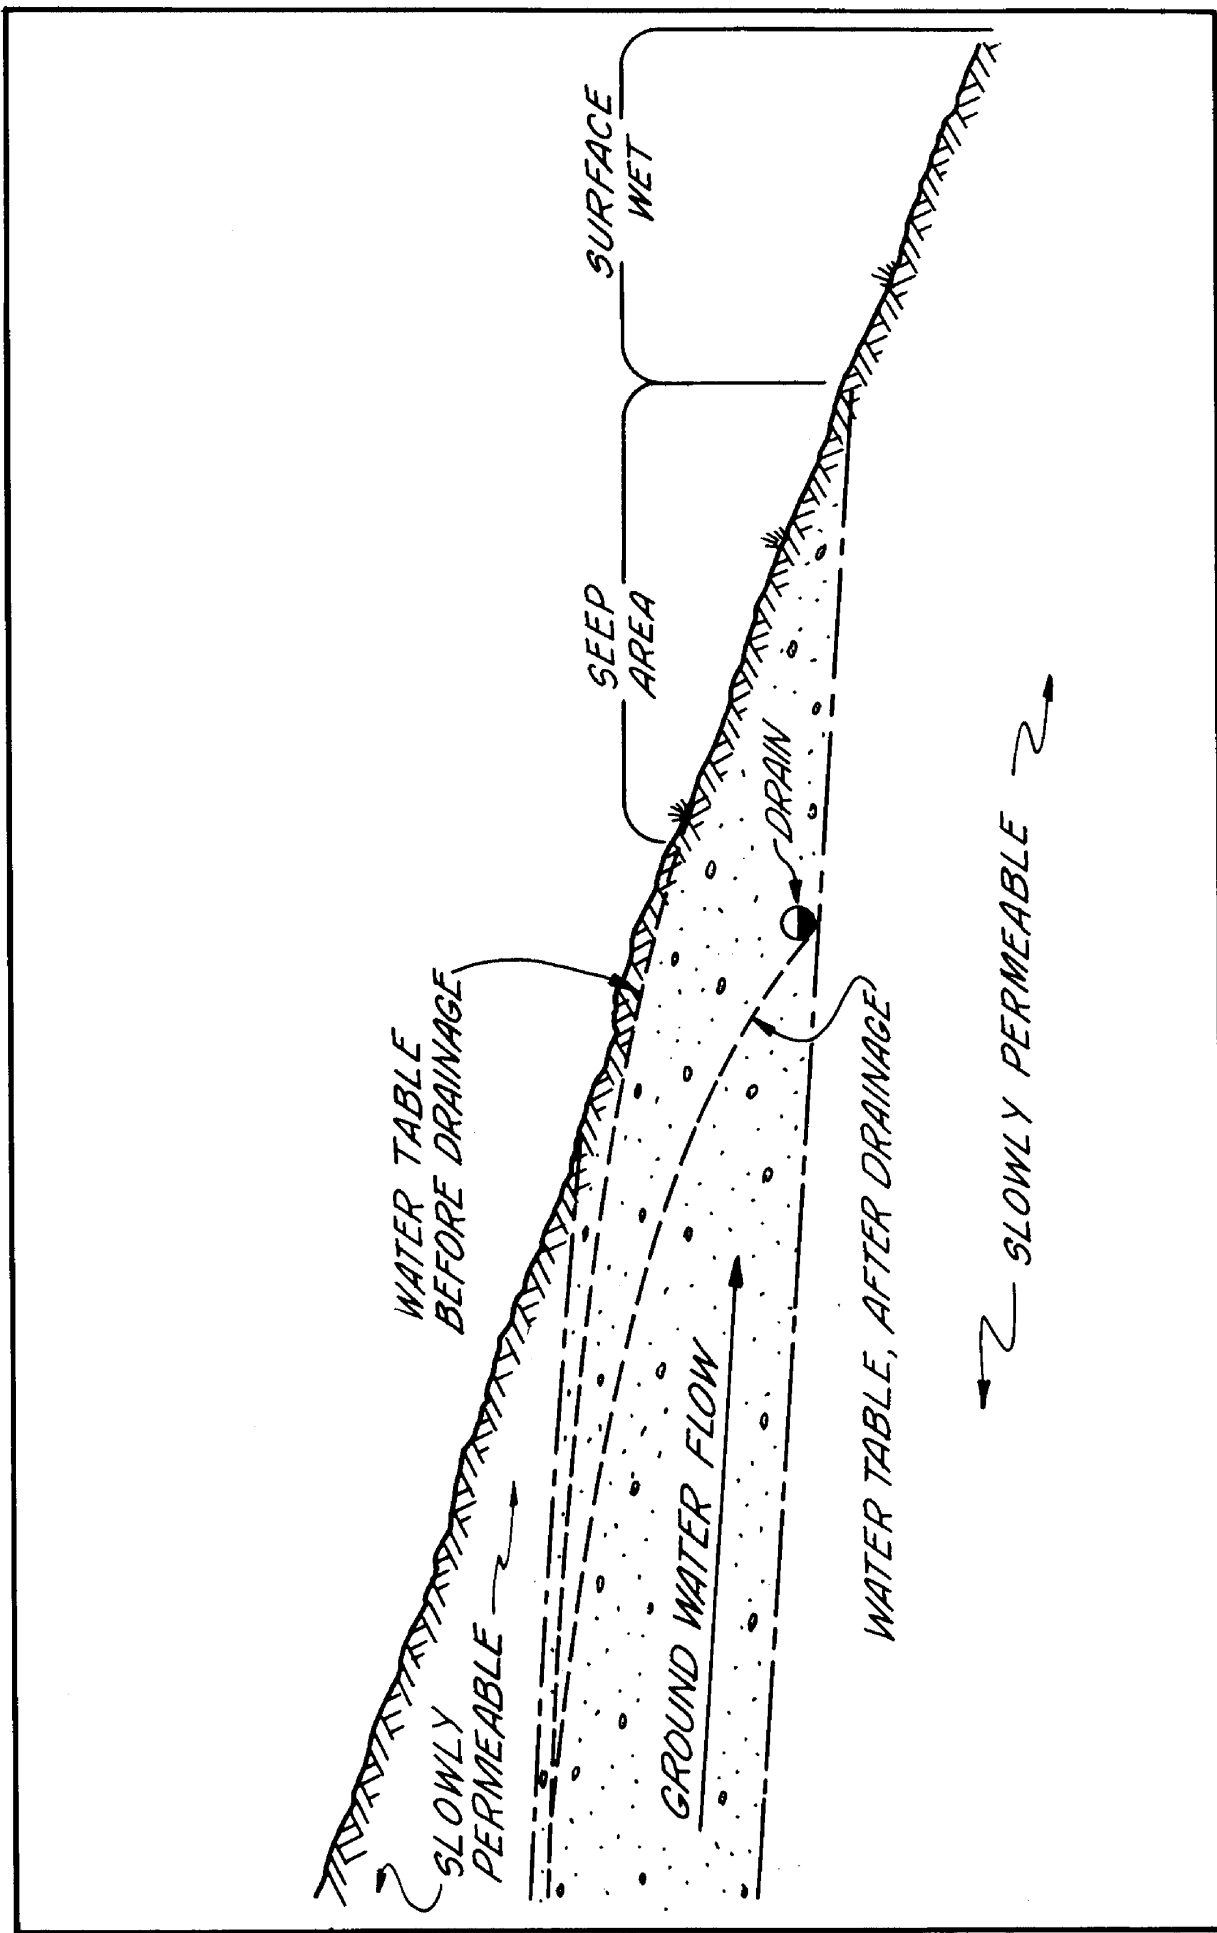 SURFACE
WET
SEEP
AREA
WATER TABLE
BEFORE DRAINAGE
DRAIN
SLOWLY
PERMEABLE
GROUND WATER FLOW
WATER TABLE, AFTER DRAINAGE
SLOWLY PERMEABLE